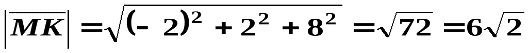 |MK| = √((- 2)² + 2² + 8²) = √72 = 6√2